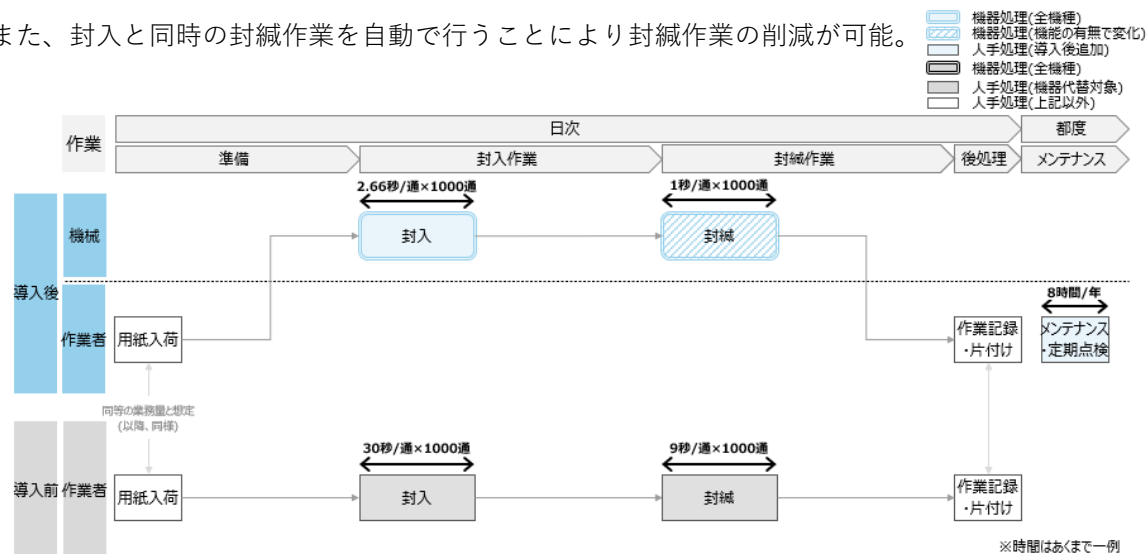 また、封入と同時の封緘作業を自動で行うことにより封緘作業の削減が可能。
機器処理(全機種)
機器処理(機能の有無で変化)
人手処理(導入後追加)
機器処理(全機種)
人手処理(機器代替対象)
人手処理(上記以外)
作業
日次
都度
準備
封入作業
封緘作業
後処理
メンテナンス
2.66秒/通×1000通
1秒/通×1000通
導入後
機械
封入
封緘
8時間/年
作業者
用紙入荷
作業記録
・片付け
メンテナンス
・定期点検
同等の業務量と想定
(以降、同様)
30秒/通×1000通
9秒/通×1000通
導入前
作業者
用紙入荷
封入
封緘
作業記録
・片付け
※時間はあくまで一例